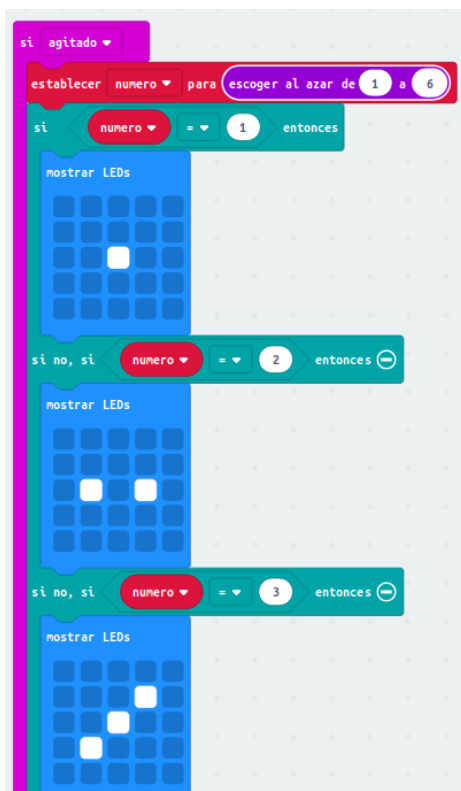 si agitado
establecer numero para escoger al azar de 1 a 6
si numero = 1 entonces
mostrar LEDs
si no, si numero = 2 entonces
mostrar LEDs
si no, si numero = 3 entonces
mostrar LEDs